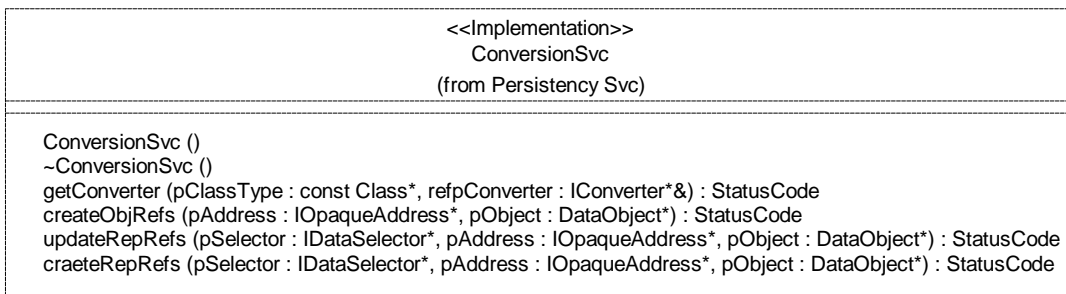 <<Implementation>>
ConversionSvc
(from Persistency Svc)
ConversionSvc ()
~ConversionSvc ()
getConverter (pClassType : const Class*, refpConverter : IConverter*&) : StatusCode
createObjRefs (pAddress : IOpaqueAddress*, pObject : DataObject*) : StatusCode
updateRepRefs (pSelector : IDataSelector*, pAddress : IOpaqueAddress*, pObject : DataObject*) : StatusCode
craeteRepRefs (pSelector : IDataSelector*, pAddress : IOpaqueAddress*, pObject : DataObject*) : StatusCode